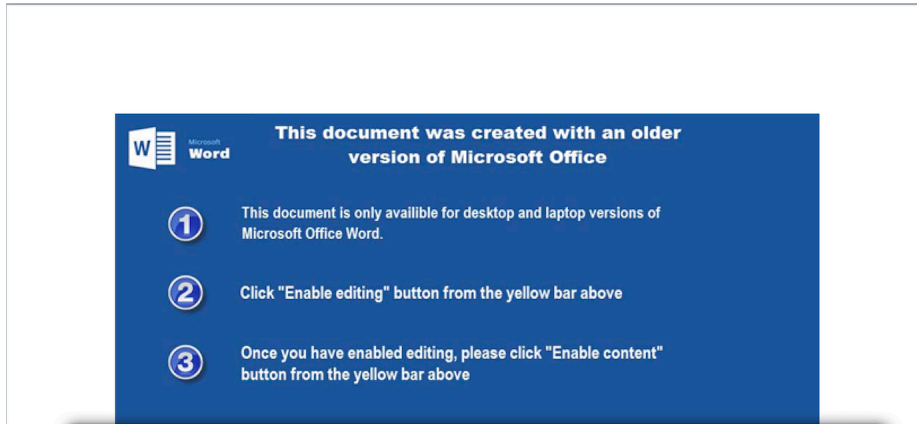 This document was created with an older
version of Microsoft Office
W
Microsoft
Word
1
This document is only availible for desktop and laptop versions of
Microsoft Office Word.
2
Click "Enable editing" button from the yellow bar above
3
Once you have enabled editing, please click "Enable content"
button from the yellow bar above